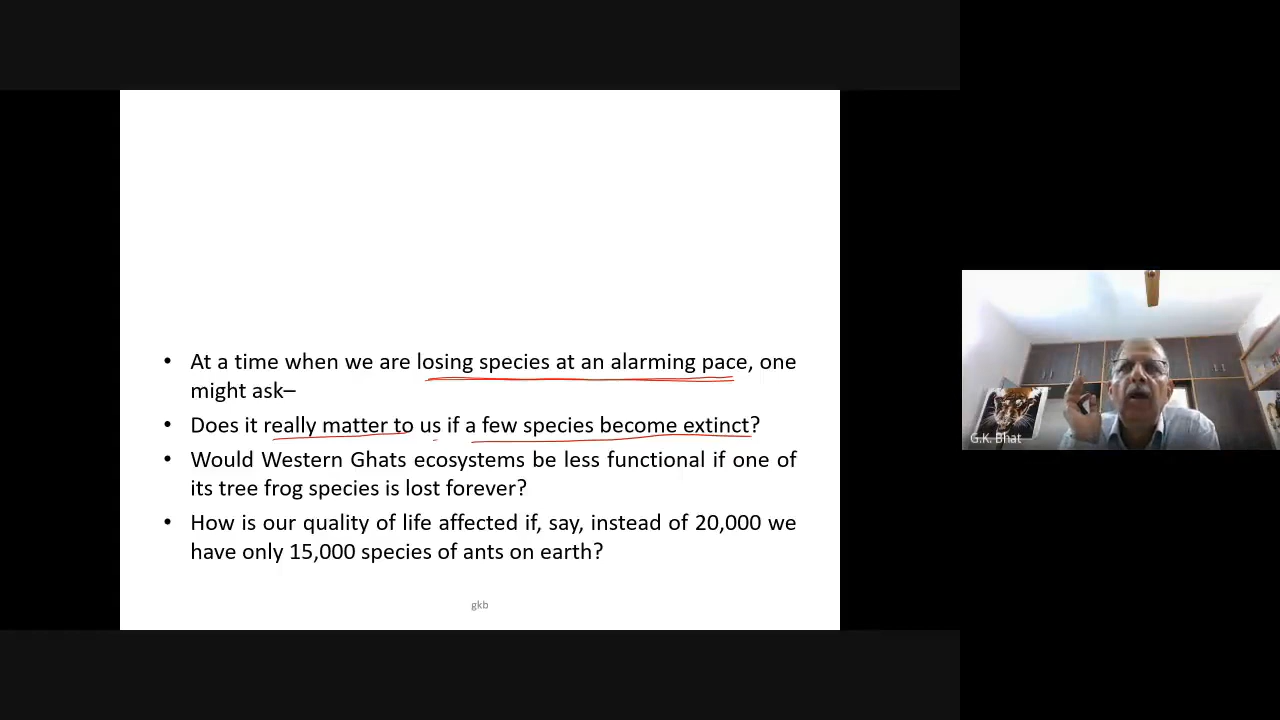 • At a time when we are losing species at an alarming pace, one
might ask–
• Does it really matter to us if a few species become extinct?
• Would Western Ghats ecosystems be less functional if one of
its tree frog species is lost forever?
• How is our quality of life affected if, say, instead of 20,000 we
have only 15,000 species of ants on earth?
gkb
G.K. Bhat